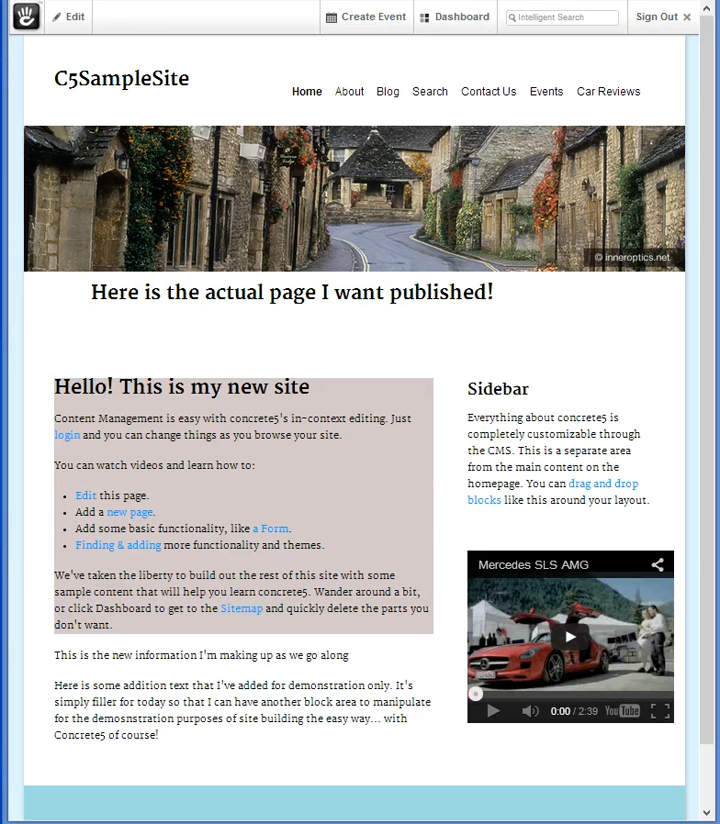 Edit
Create Event
Dashboard
Intelligent Search
Sign Out
C5SampleSite
Home About Blog Search Contact Us Events Car Reviews
© inneroptics.net
Here is the actual page I want published!
Hello! This is my new site
Content Management is easy with concrete5's in-context editing. Just
login and you can change things as you browse your site.
You can watch videos and learn how to:
• Edit this page.
• Add a new page.
• Add some basic functionality, like a Form.
• Finding & adding more functionality and themes.
We've taken the liberty to build out the rest of this site with some
sample content that will help you learn concrete5. Wander around a bit,
or click Dashboard to get to the Sitemap and quickly delete the parts you
don't want.
This is the new information I'm making up as we go along
Here is some addition text that I've added for demonstration only. It's
simply filler for today so that I can have another block area to manipulate
for the demosnstration purposes of site building the easy way... with
Concrete5 of course!
Sidebar
Everything about concrete5 is
completely customizable through
the CMS. This is a separate area
from the main content on the
homepage. You can drag and drop
blocks like this around your layout.
Mercedes SLS AMG
0:00 / 2:39 YouTube